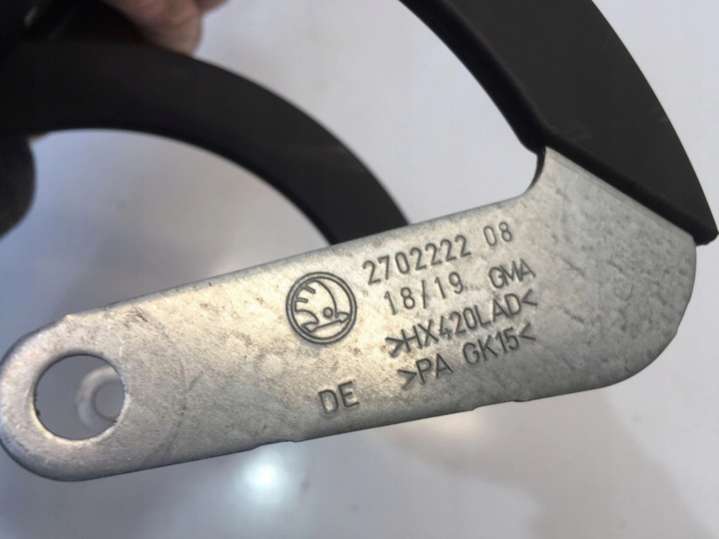 2702222 08
18/19 GMA
>HX420LAD<
>PA GK15<
DE